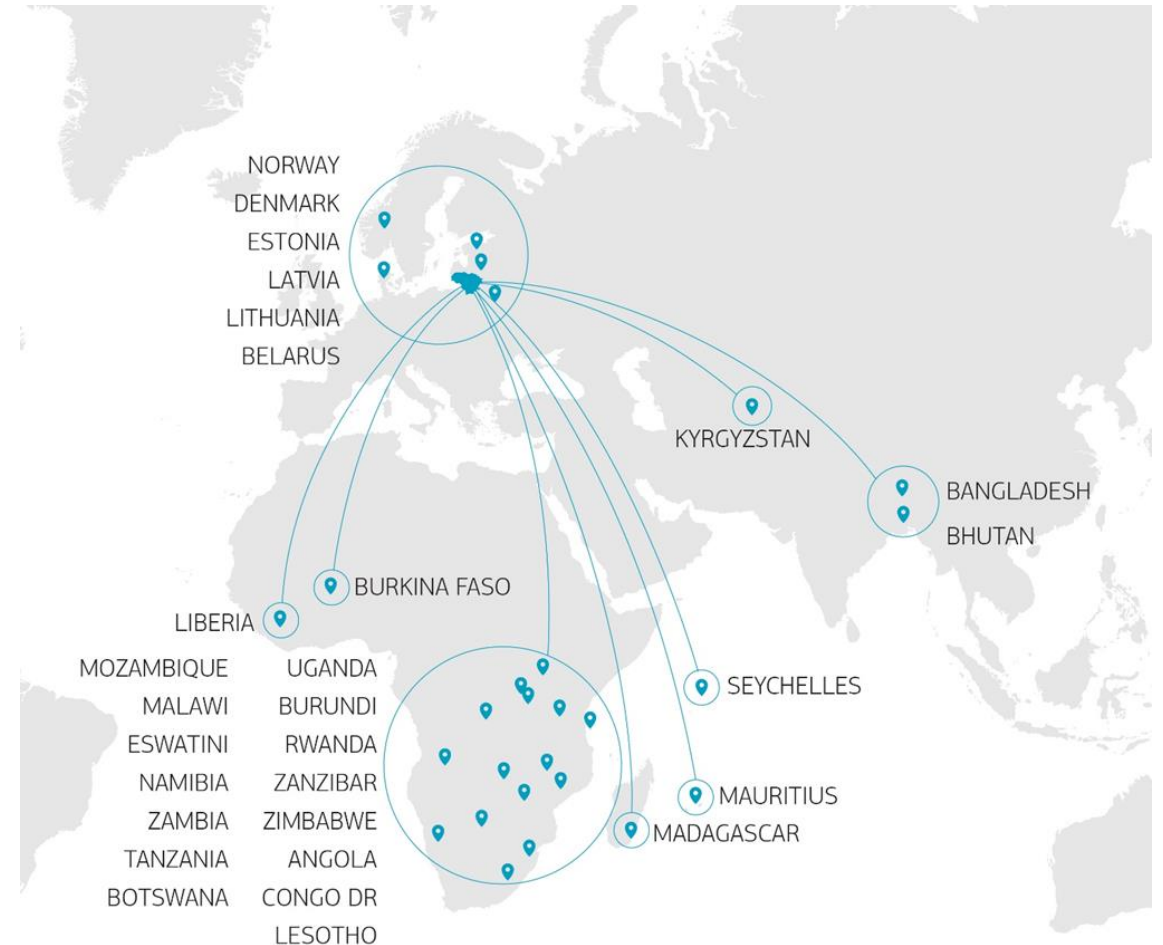 NORWAY
DENMARK
ESTONIA
LATVIA
LITHUANIA
BELARUS
KYRGYZSTAN
BANGLADESH
BHUTAN
BURKINA FASO
LIBERIA
MOZAMBIQUE
MALAWI
ESWATINI
NAMIBIA
ZAMBIA
TANZANIA
BOTSWANA
UGANDA
BURUNDI
RWANDA
ZANZIBAR
ZIMBABWE
ANGOLA
CONGO DR
LESOTHO
SEYCHELLES
MAURITIUS
MADAGASCAR